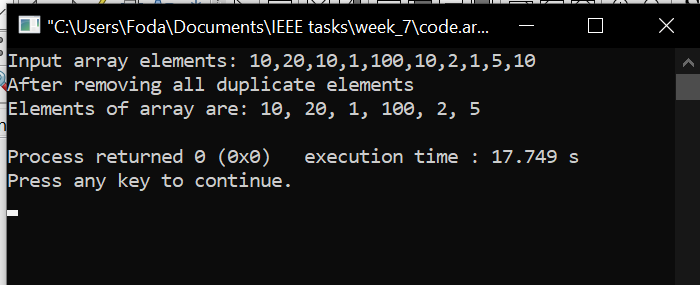 "C:\Users\Foda\Documents\IEEE tasks\week_7\code.ar...
Input array elements: 10,20,10,1,100,10,2,1,5,10
After removing all duplicate elements
Elements of array are: 10, 20, 1, 100, 2, 5
Process returned 0 (0x0)   execution time : 17.749 s
Press any key to continue.